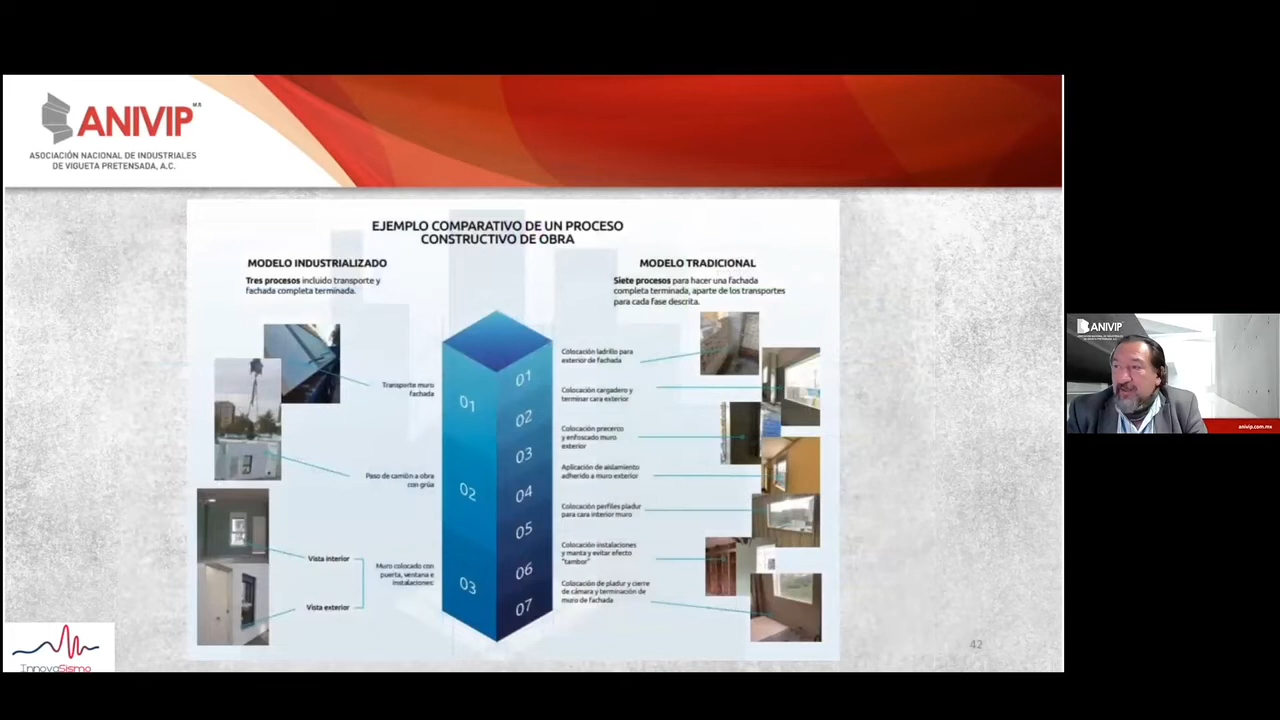 ANIVIP M.R.
ASOCIACIÓN NACIONAL DE INDUSTRIALES
DE VIGUETA PRETENSADA, A.C.
EJEMPLO COMPARATIVO DE UN PROCESO
CONSTRUCTIVO DE OBRA
MODELO INDUSTRIALIZADO
Tres procesos incluido transporte y
fachada completa terminada.
Transporte muro
fachada
Paso de camión a obra
con grúa
Vista interior
Vista exterior
Muro colocado con
puerta, ventana e
instalaciones:
01
02
03
MODELO TRADICIONAL
Siete procesos para hacer una fachada
completa terminada, aparte de los transportes
para cada fase descrita.
01
02
03
04
05
06
07
Colocación ladrillo para
exterior de fachada
Colocación cargadero y
terminar cara exterior
Colocación precerco
y enfoscado muro
exterior
Aplicación de aislamiento
adherido a muro exterior
Colocación perfiles pladur
para cara interior muro
Colocación instalaciones
y manta y evitar efecto
"tambor"
Colocación de pladur y cierre
de cámara y terminación de
muro de fachada
42
InnovaSismo
ANIVIP
anivip.com.mx